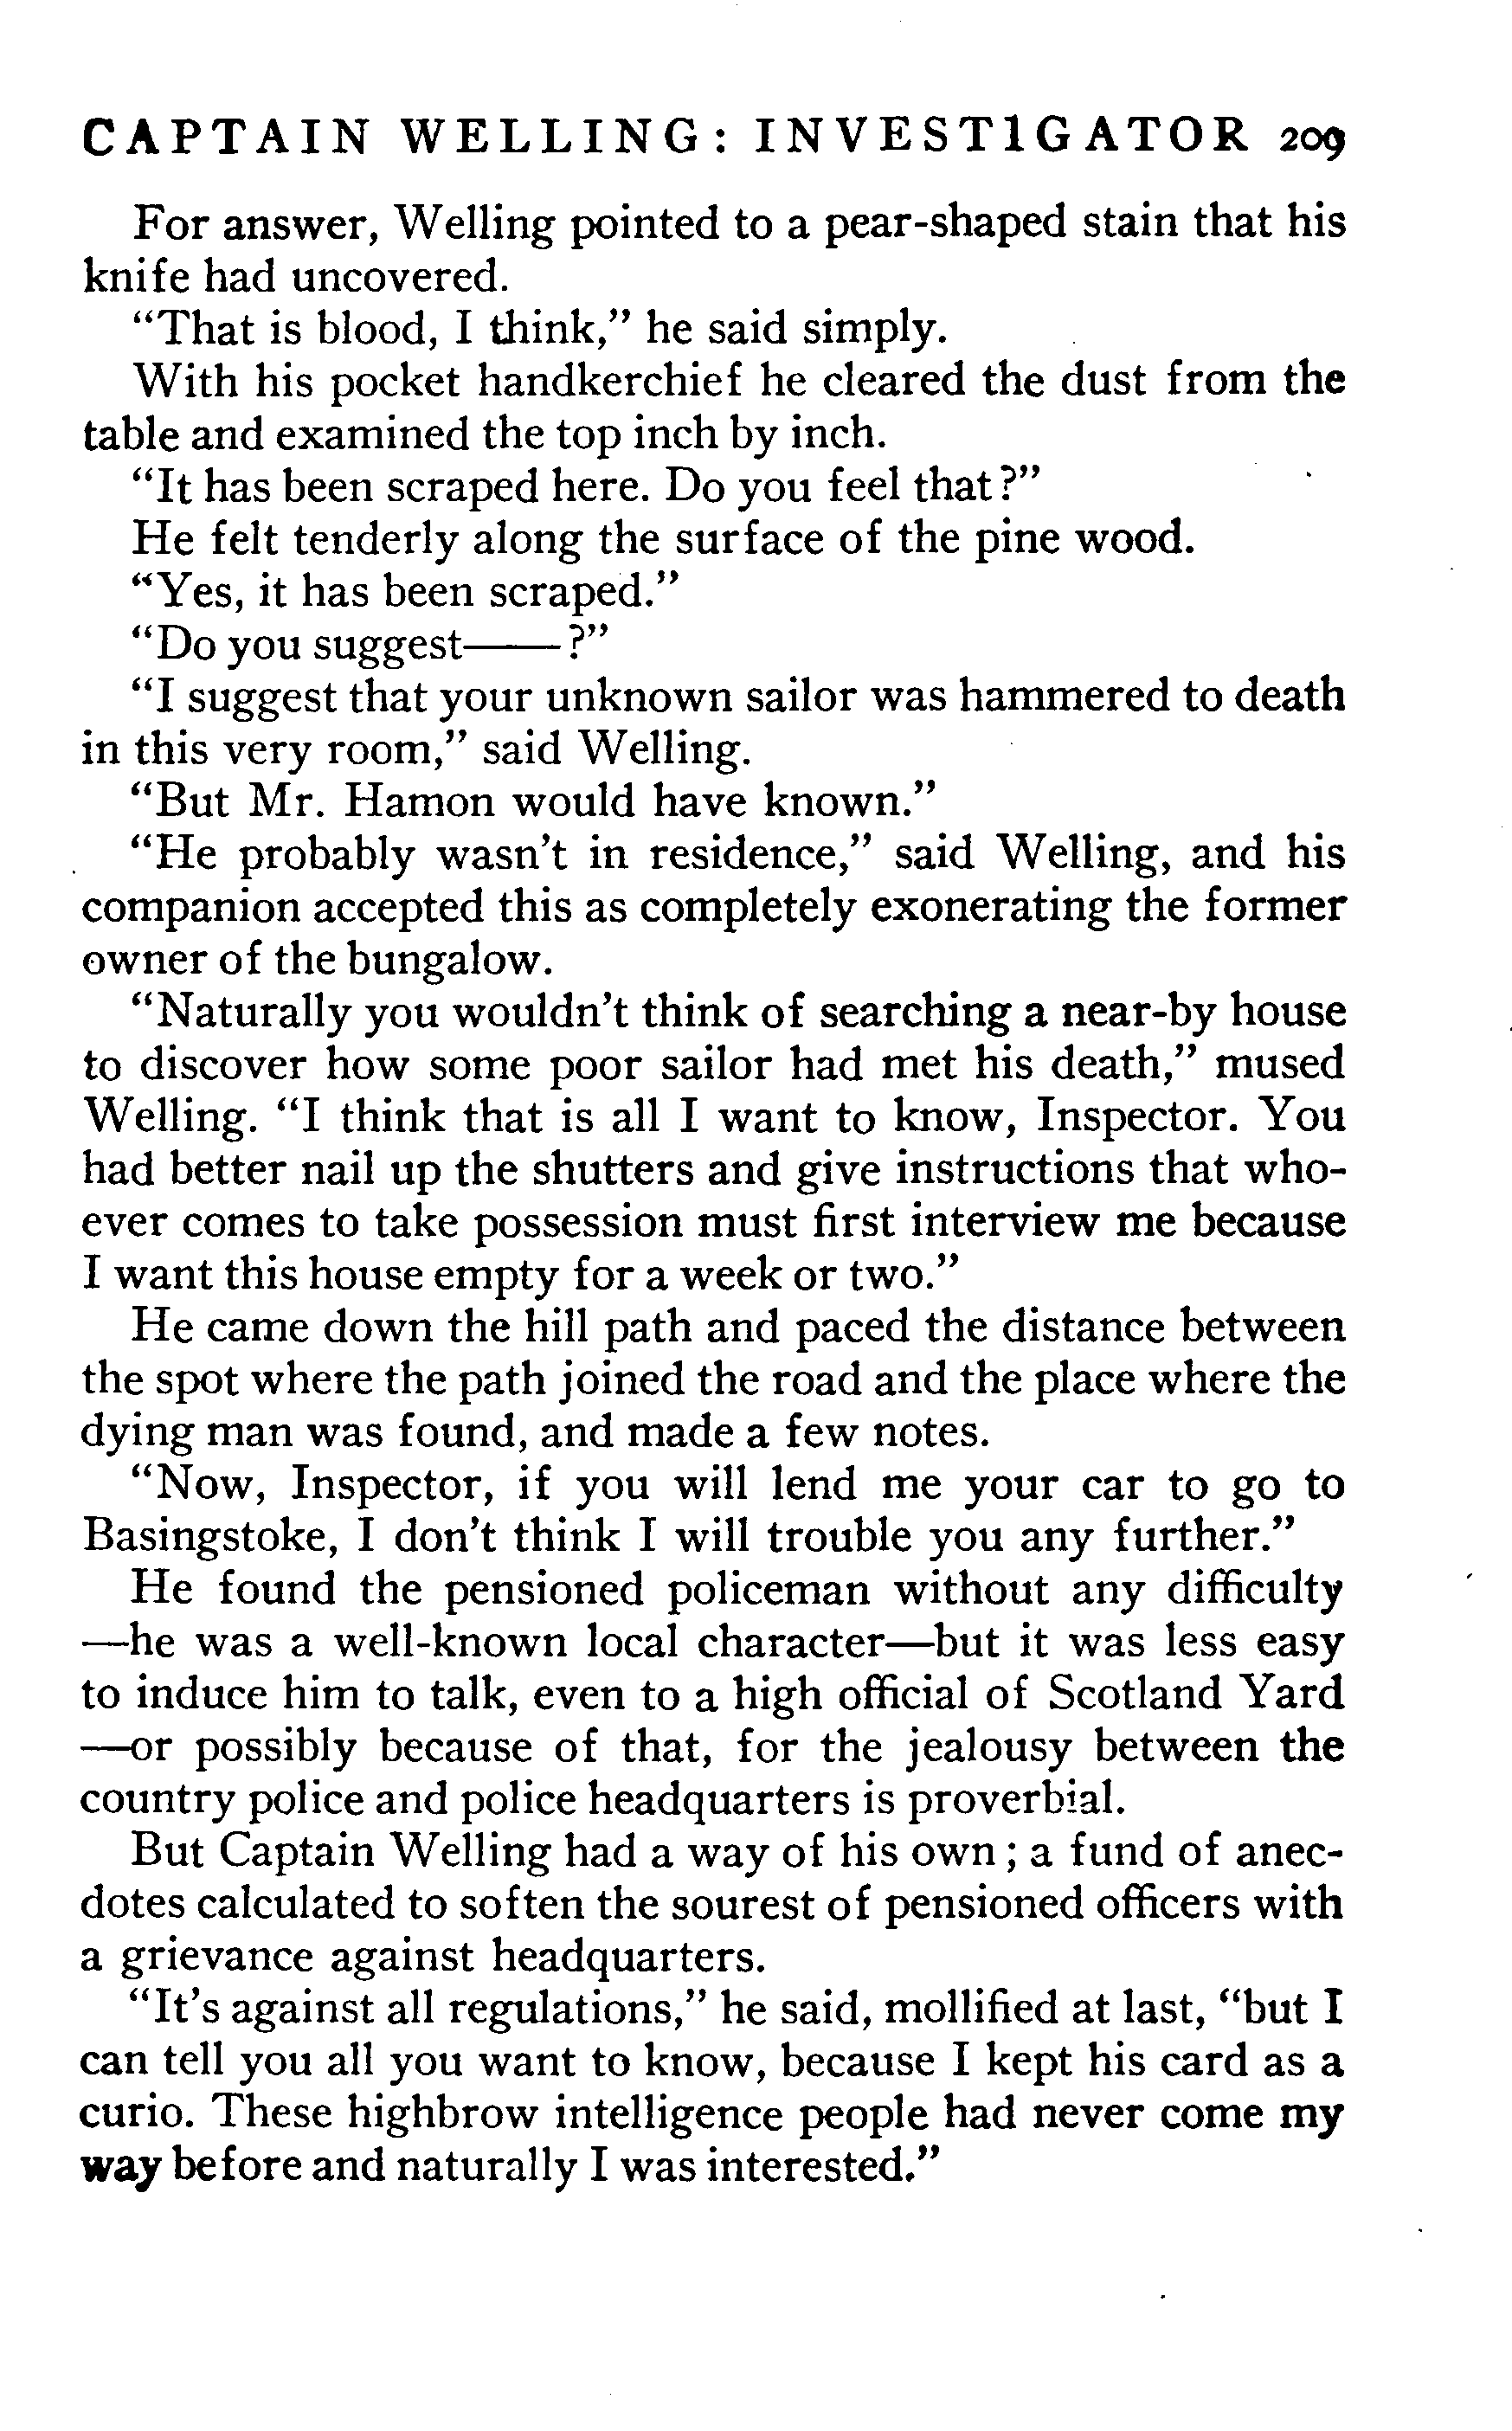 CAPTAIN WELLING: INVESTIGATOR 209
For answer, Welling pointed to a pear-shaped stain that his
knife had uncovered.
“That is blood, I think,” he said simply.
With his pocket handkerchief he cleared the dust from the
table and examined the top inch by inch.
“It has been scraped here. Do you feel that?”
He felt tenderly along the surface of the pine wood.
“Yes, it has been scraped.”
“Do you suggest——?”
“I suggest that your unknown sailor was hammered to death
in this very room,” said Welling.
“But Mr. Hamon would have known.”
“He probably wasn’t in residence,” said Welling, and his
companion accepted this as completely exonerating the former
owner of the bungalow.
“Naturally you wouldn’t think of searching a near-by house
to discover how some poor sailor had met his death,” mused
Welling. “I think that is all I want to know, Inspector. You
had better nail up the shutters and give instructions that who-
ever comes to take possession must first interview me because
I want this house empty for a week or two.”
He came down the hill path and paced the distance between
the spot where the path joined the road and the place where the
dying man was found, and made a few notes.
“Now, Inspector, if you will lend me your car to go to
Basingstoke, I don’t think I will trouble you any further.”
He found the pensioned policeman without any difficulty
—he was a well-known local character—but it was less easy
to induce him to talk, even to a high official of Scotland Yard
—or possibly because of that, for the jealousy between the
country police and police headquarters is proverbial.
But Captain Welling had a way of his own; a fund of anec-
dotes calculated to soften the sourest of pensioned officers with
a grievance against headquarters.
“It’s against all regulations,” he said, mollified at last, “but I
can tell you all you want to know, because I kept his card as a
curio. These highbrow intelligence people had never come my
way before and naturally I was interested.”